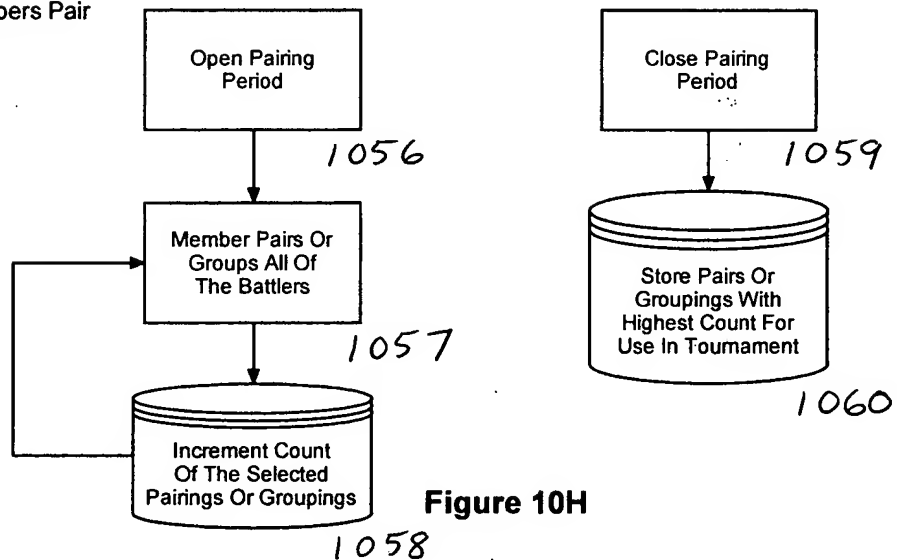 Pair
Open Pairing
Period
1056
Member Pairs Or
Groups All Of
The Battlers
1057
Increment Count
Of The Selected
Pairings Or Groupings
1058
Close Pairing
Period
1059
Store Pairs Or
Groupings With
Highest Count For
Use In Tournament
1060
Figure 10H